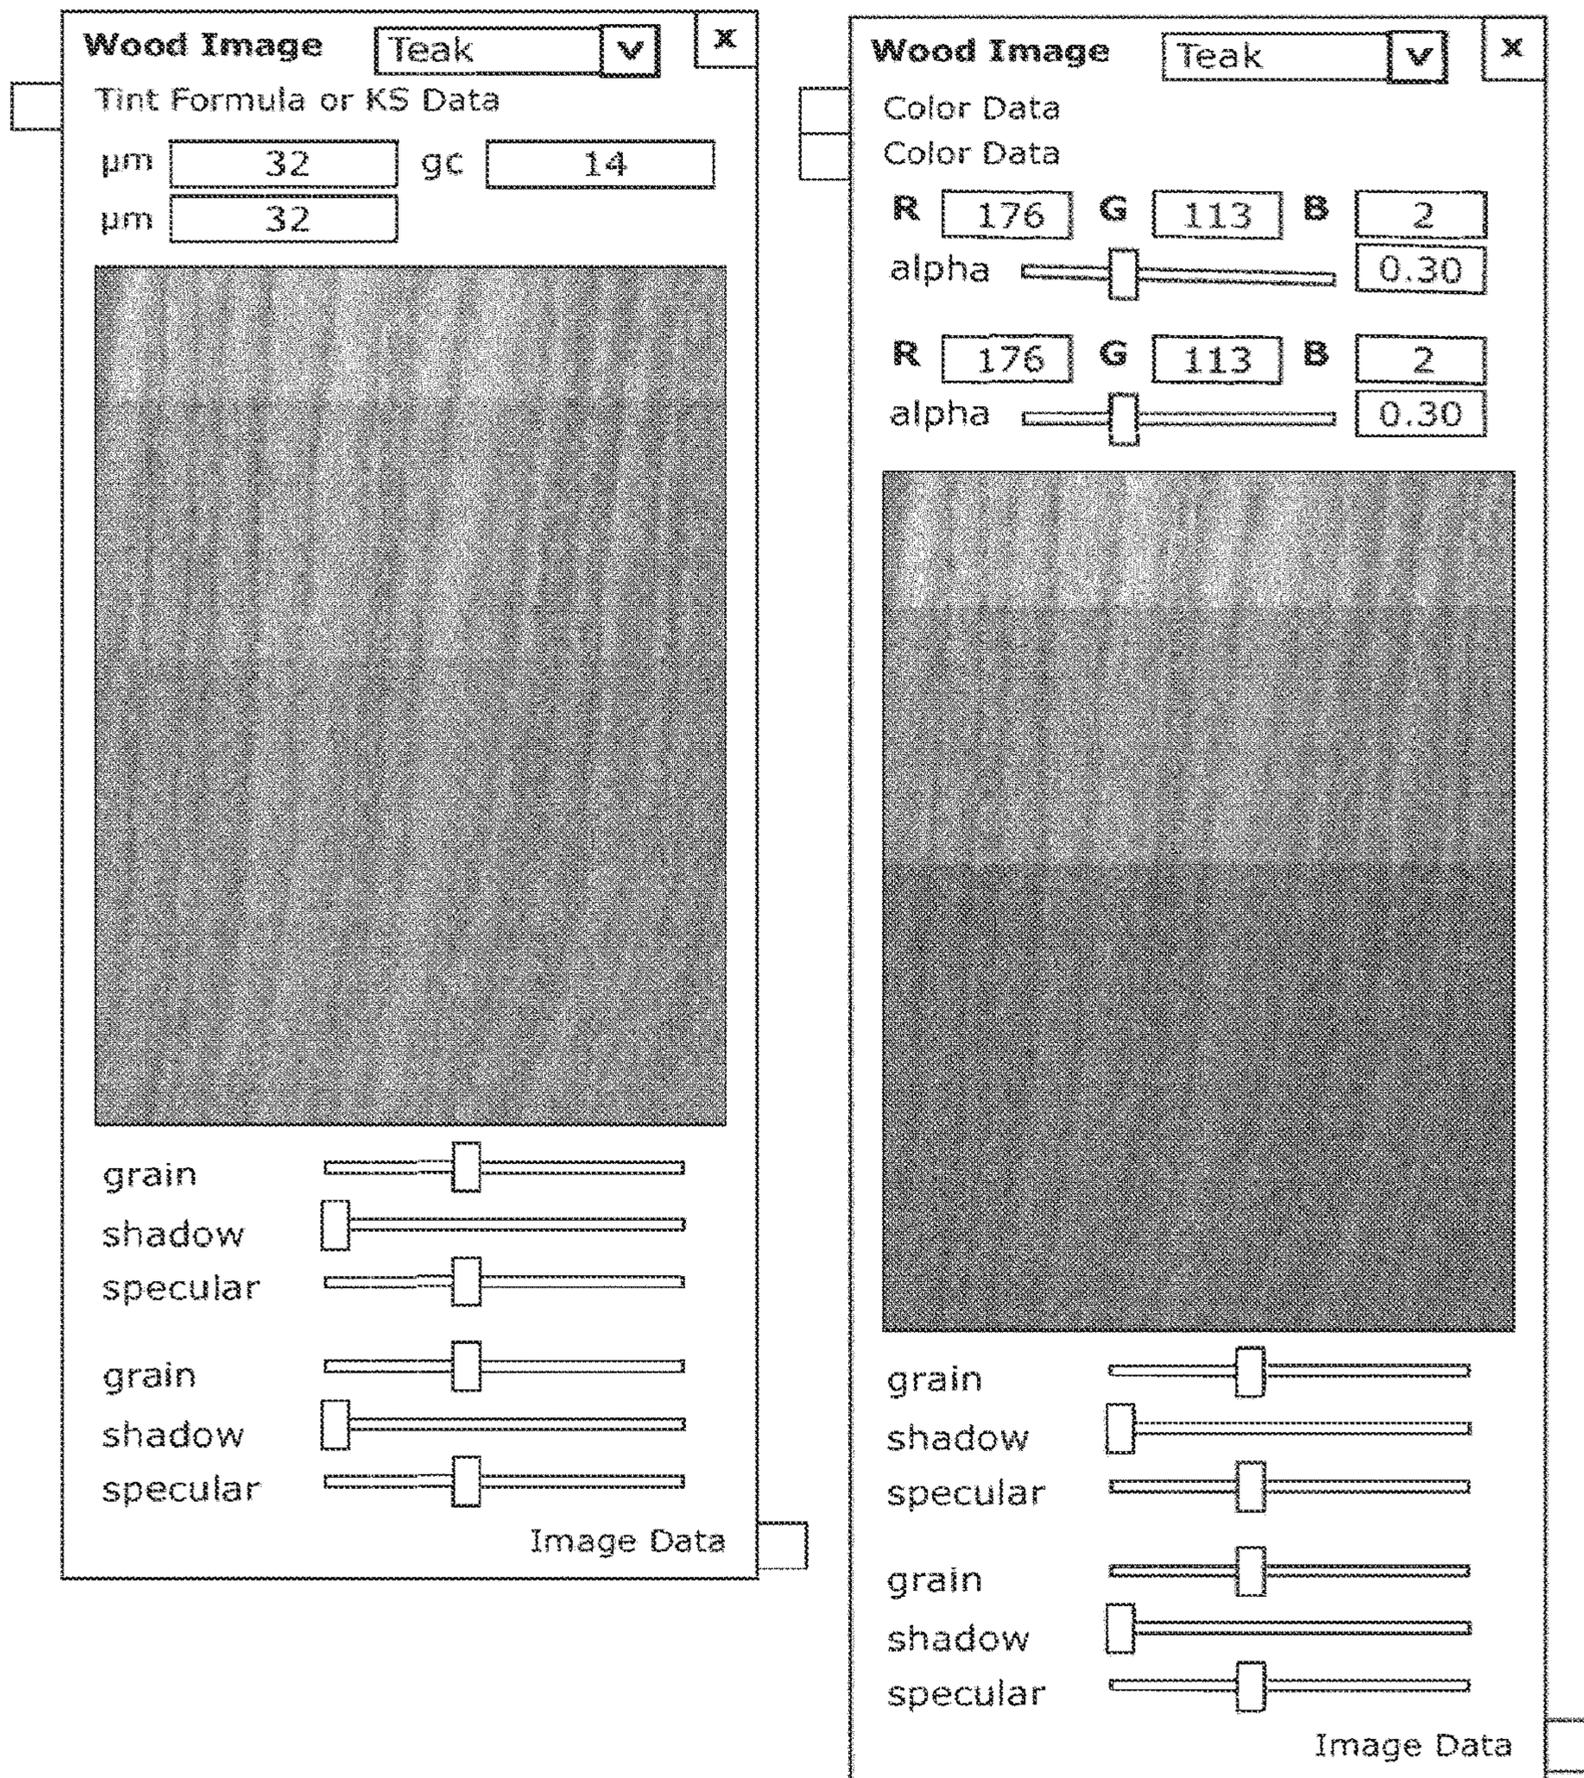 Wood Image Teak v x
Tint Formula or KS Data
µm 32 gc 14
µm 32
grain
shadow
specular
grain
shadow
specular
Image Data
Wood Image Teak v x
Color Data
Color Data
R 176 G 113 B 2
alpha 0.30
R 176 G 113 B 2
alpha 0.30
grain
shadow
specular
grain
shadow
specular
Image Data